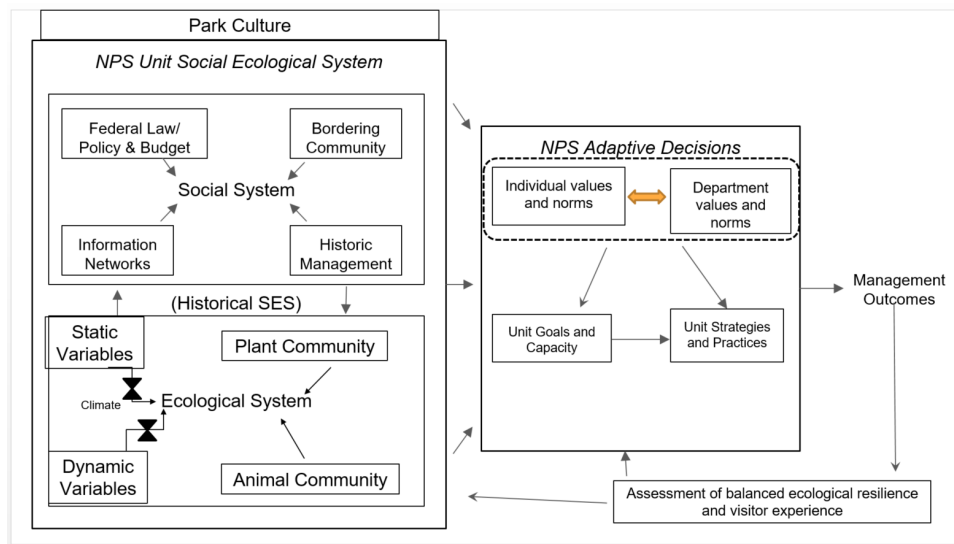 Park Culture
NPS Unit Social Ecological System
Federal Law/
Policy & Budget
Bordering
Community
Social System
Information
Networks
Historic
Management
(Historical SES)
Static
Variables
Plant Community
Climate
Ecological System
Dynamic
Variables
Animal Community
NPS Adaptive Decisions
Individual values
and norms
Department
values and
norms
Unit Goals and
Capacity
Unit Strategies
and Practices
Management
Outcomes
Assessment of balanced ecological resilience
and visitor experience